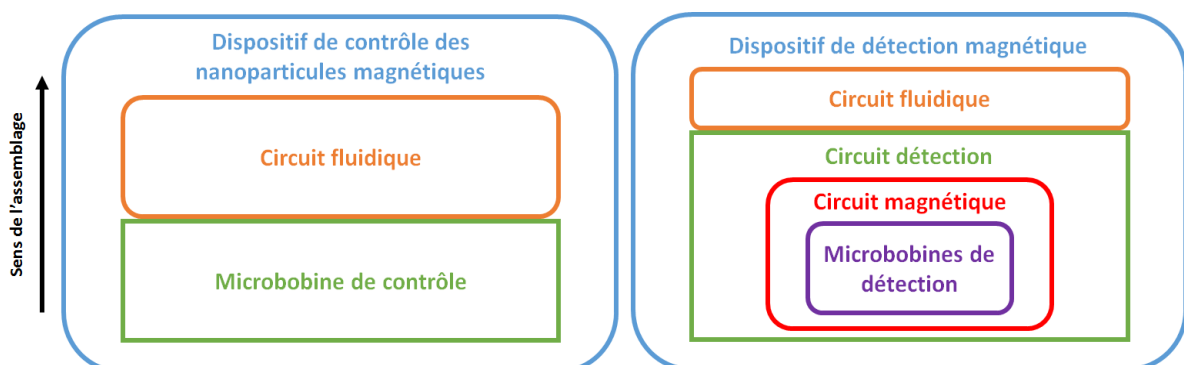 Sens de l'assemblage
Dispositif de contrôle des
nanoparticules magnétiques
Circuit fluidique
Microbobine de contrôle
Dispositif de détection magnétique
Circuit fluidique
Circuit détection
Circuit magnétique
Microbobines de
détection